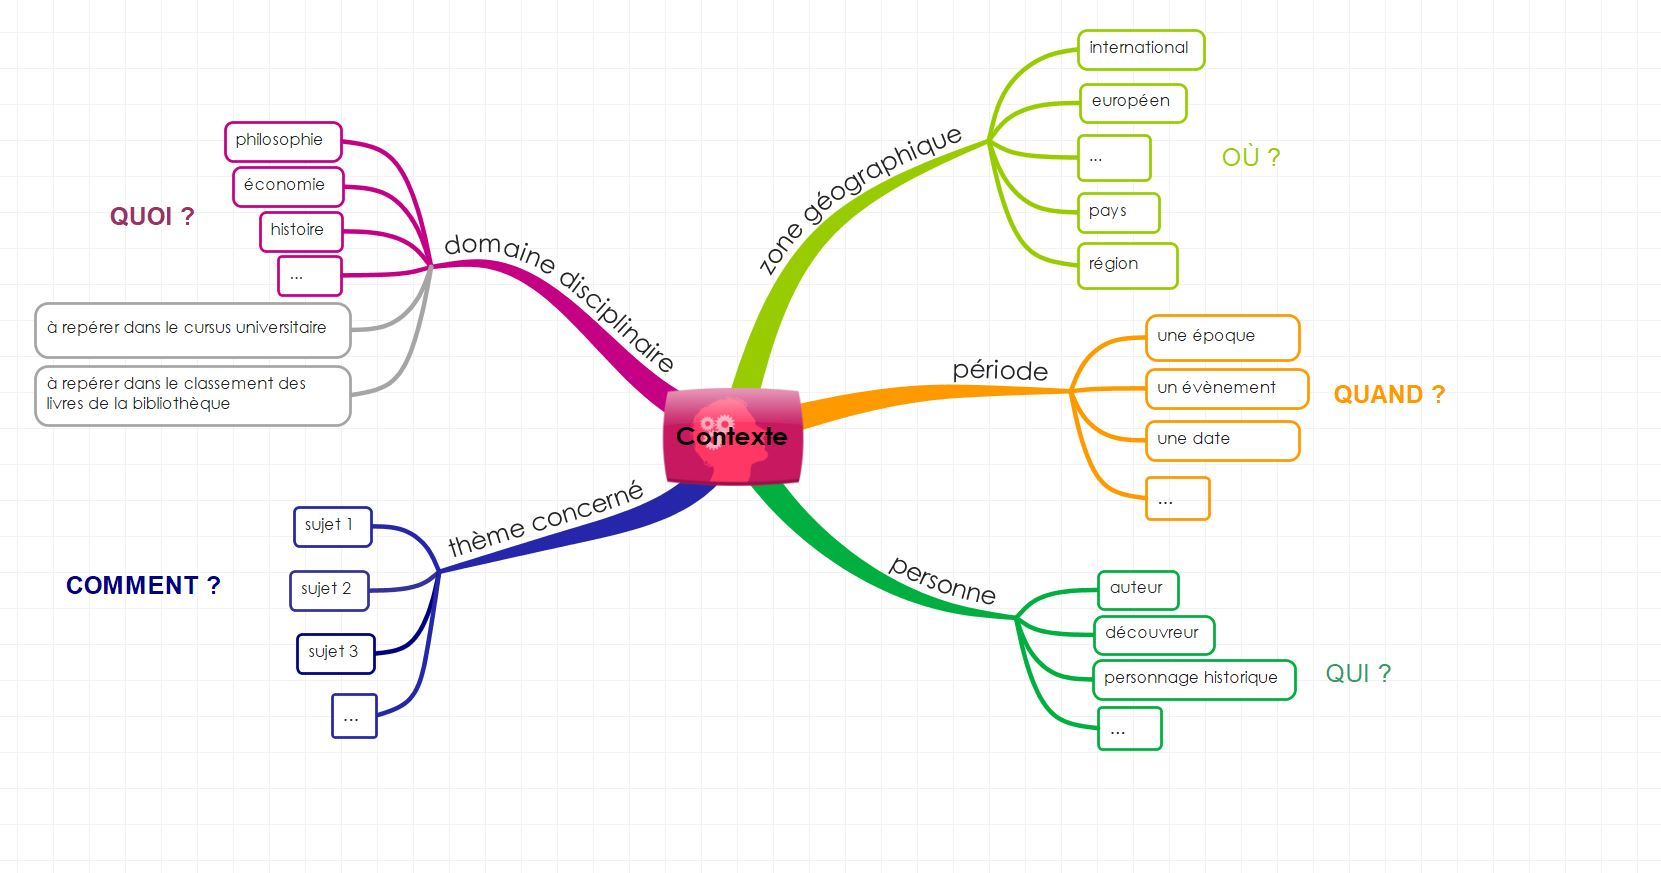 Contexte
zone géographique
international
européen
...
pays
région
OÙ ?
période
une époque
un évènement
une date
...
QUAND ?
personne
auteur
découvreur
personnage historique
...
QUI ?
thème concerné
sujet 1
sujet 2
sujet 3
...
COMMENT ?
domaine disciplinaire
philosophie
économie
histoire
...
à repérer dans le cursus universitaire
à repérer dans le classement des
livres de la bibliothèque
QUOI ?